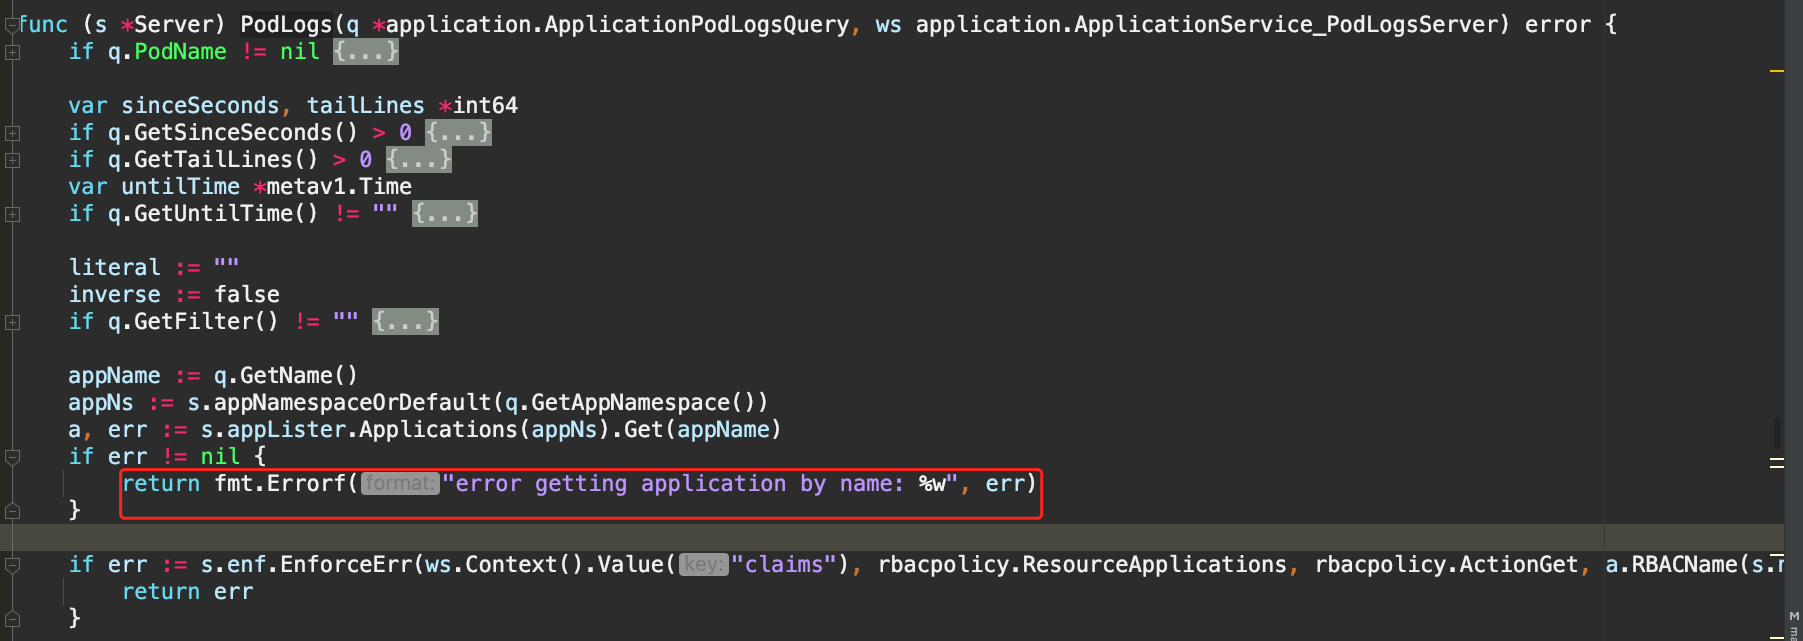 func (s *Server) PodLogs(q *application.ApplicationPodLogsQuery, ws application.ApplicationService_PodLogsServer) error {
if q.PodName != nil {...}
var sinceSeconds, tailLines *int64
if q.GetSinceSeconds() > 0 {...}
if q.GetTailLines() > 0 {...}
var untilTime *metav1.Time
if q.GetUntilTime() != "" {...}
literal := ""
inverse := false
if q.GetFilter() != "" {...}
appName := q.GetName()
appNs := s.appNamespaceOrDefault(q.GetAppNamespace())
a, err := s.appLister.Applications(appNs).Get(appName)
if err != nil {
return fmt.Errorf( format: "error getting application by name: %w", err)
}
if err := s.enf.EnforceErr(ws.Context().Value( key: "claims"), rbacpolicy.ResourceApplications, rbacpolicy.ActionGet, a.RBACName(s.
return err
}
M